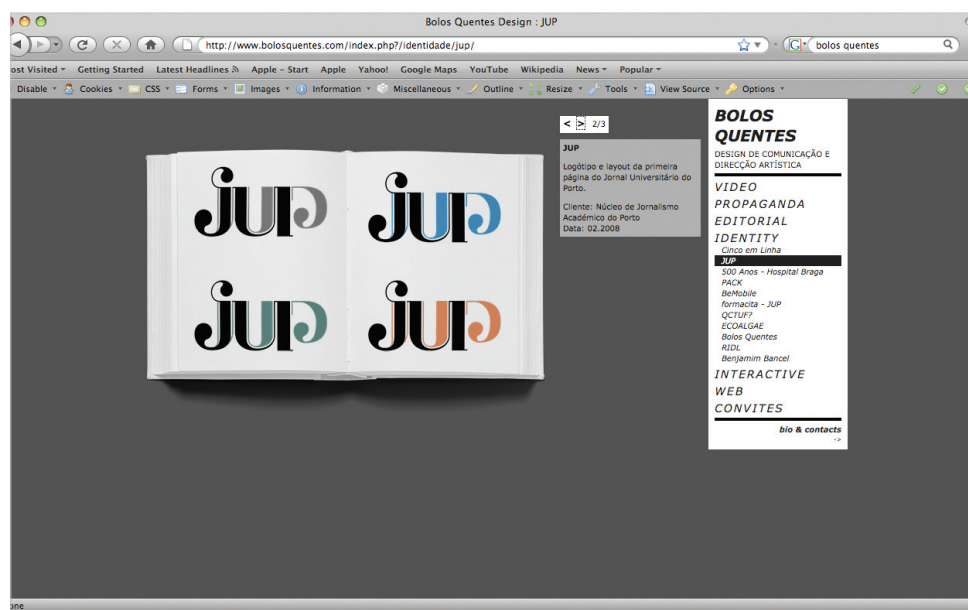 Bolos Quentes Design : JUP
http://www.bolosquentes.com/index.php?/identidade/jup/
bolos quentes
ost Visited Getting Started Latest Headlines Apple – Start Apple Yahoo! Google Maps YouTube Wikipedia News Popular
Disable Cookies CSS Forms Images Information Miscellaneous Outline Resize Tools View Source Options
< > 2/3
JUP
Logótipo e layout da primeira
página do Jornal Universitário do
Porto.
Cliente: Núcleo de Jornalismo
Académico do Porto
Data: 02.2008
jup jup
jup jup
BOLOS
QUENTES
DESIGN DE COMUNICAÇÃO E
DIRECÇÃO ARTÍSTICA
VIDEO
PROPAGANDA
EDITORIAL
IDENTITY
Cinco em Linha
JUP
500 Anos - Hospital Braga
PACK
BeMobile
formacita - JUP
QCTUF?
ECOALGAE
Bolos Quentes
RIDL
Benjamim Bancel
INTERACTIVE
WEB
CONVITES
bio & contacts
->
one